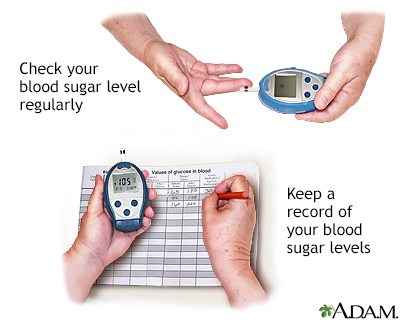 Check your
blood sugar level
regularly
105
Values of glucose in blood
Keep a
record of
your blood
sugar levels
A.D.A.M.